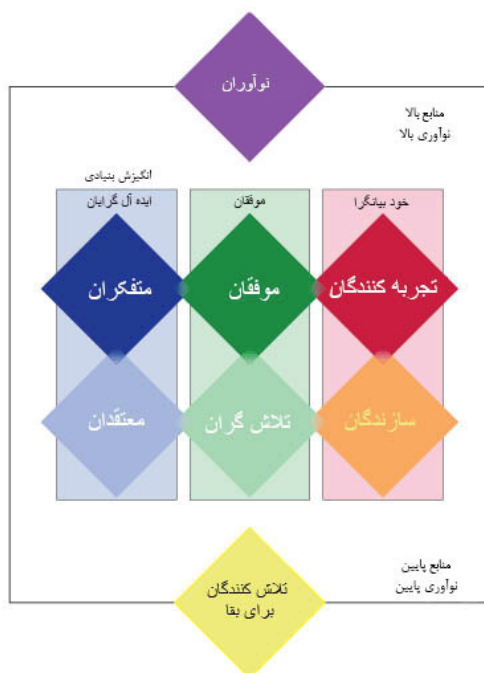 نوآوران
منابع بالا
نوآوری بالا
انگیزش بنیادی
خود بیانگرا
موفقان
ایده آل گرایان
تجربه کنندگان
موفقان
متفکران
سازندگان
تلاش گران
معتقدان
منابع پایین
نوآوری پایین
تلاش کنندگان
برای بقا